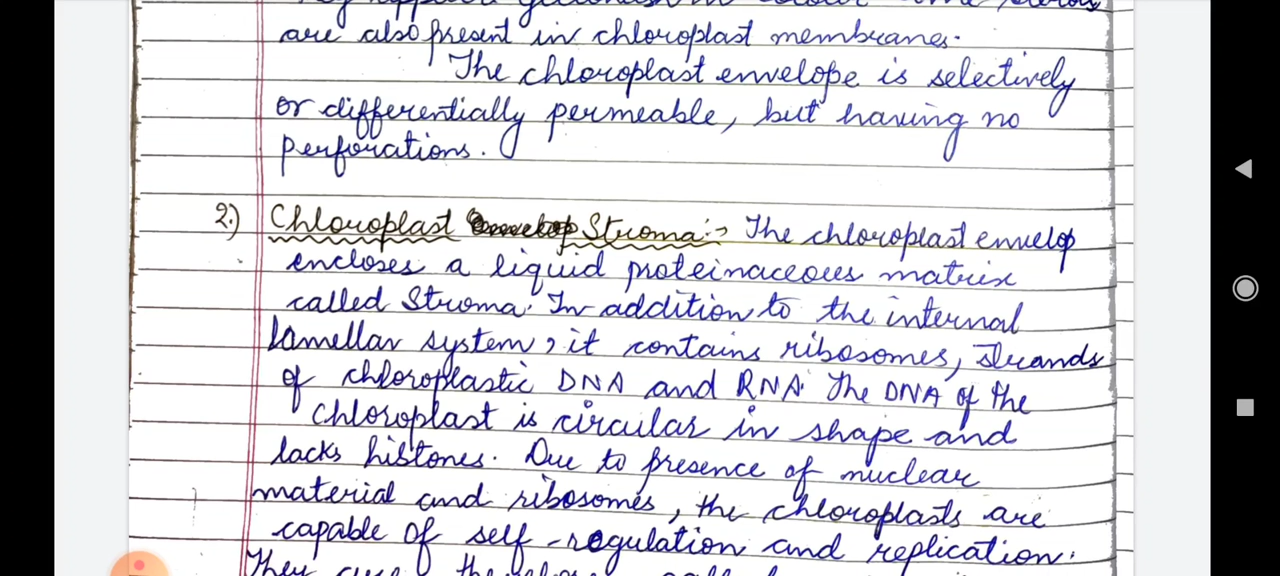 are also present in chloroplast membranes.
The chloroplast envelope is selectively
or differentially permeable, but having no
perforations.
2.) Chloroplast Stroma:→ The chloroplast envelop
encloses a liquid proteinaceous matrix
called Stroma. In addition to the internal
lamellar system, it contains ribosomes, strands
of chloroplastic DNA and RNA. The DNA of the
chloroplast is circular in shape and
lacks histones. Due to presence of nuclear
material and ribosomes, the chloroplasts are
capable of self-regulation and replication.
They